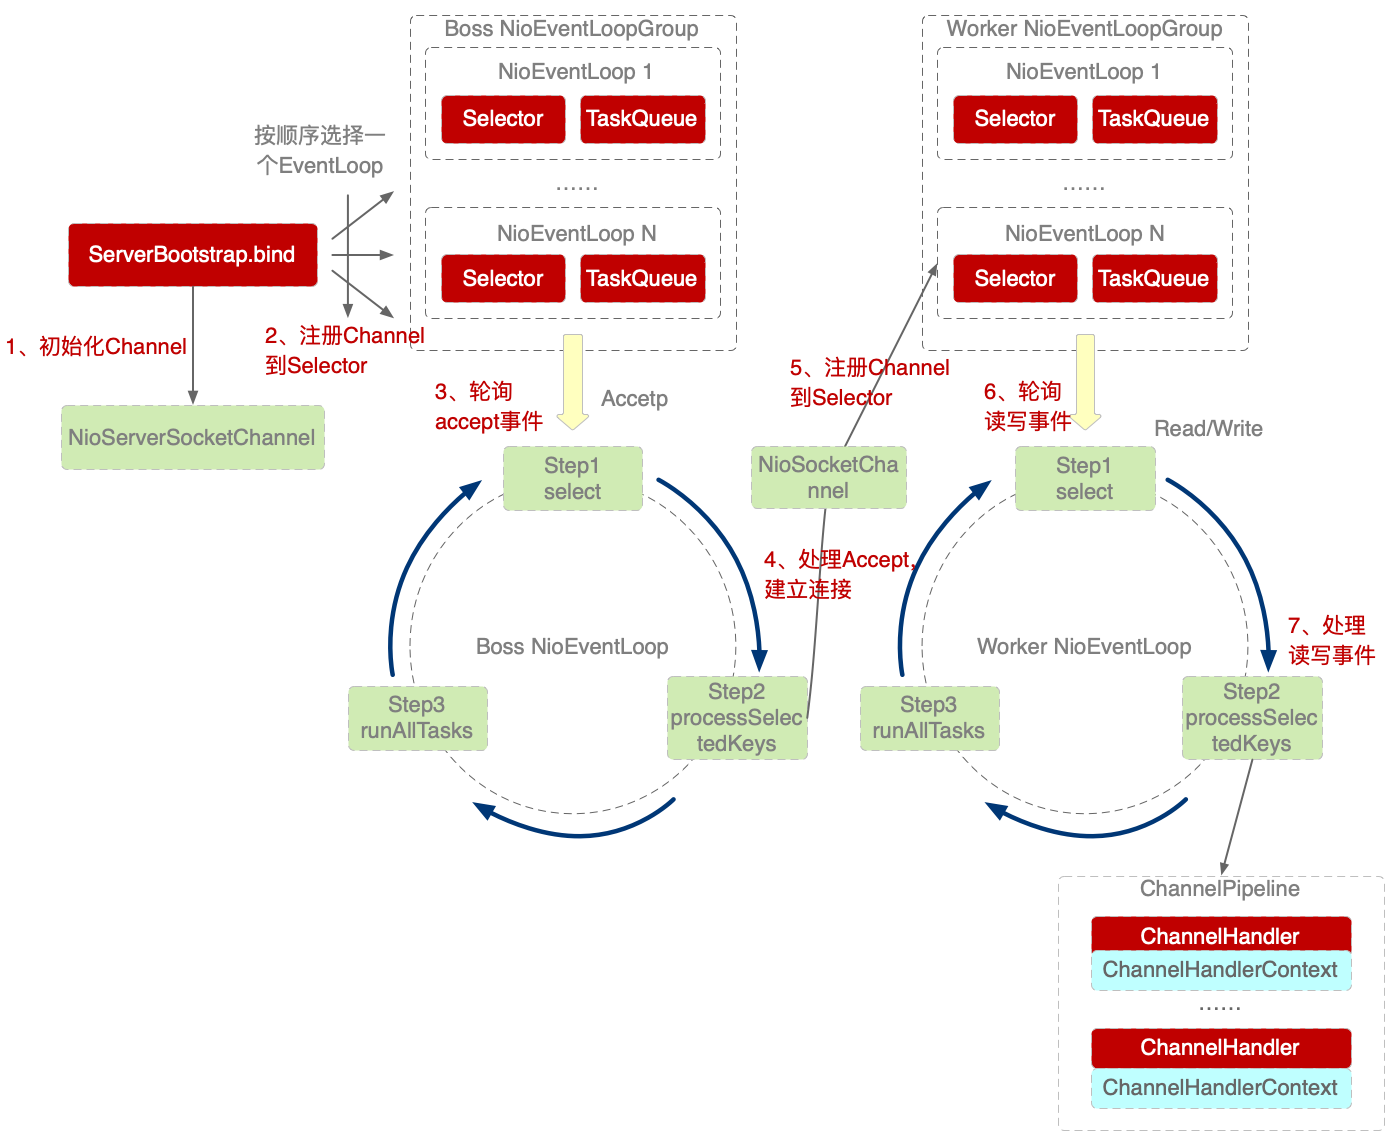 Boss NioEventLoopGroup
NioEventLoop 1
Selector
TaskQueue
......
NioEventLoop N
Selector
TaskQueue
Worker NioEventLoopGroup
NioEventLoop 1
Selector
TaskQueue
......
NioEventLoop N
Selector
TaskQueue
按顺序选择一
个EventLoop
ServerBootstrap.bind
1、初始化Channel
2、注册Channel
到Selector
NioServerSocketChannel
3、轮询
accept事件
Accetp
Step1
select
4、处理Accept,
建立连接
Boss NioEventLoop
Step2
processSelec
tedKeys
Step3
runAllTasks
NioSocketCha
nnel
5、注册Channel
到Selector
6、轮询
读写事件
Read/Write
Step1
select
Worker NioEventLoop
7、处理
读写事件
Step2
processSelec
tedKeys
Step3
runAllTasks
ChannelPipeline
ChannelHandler
ChannelHandlerContext
......
ChannelHandler
ChannelHandlerContext